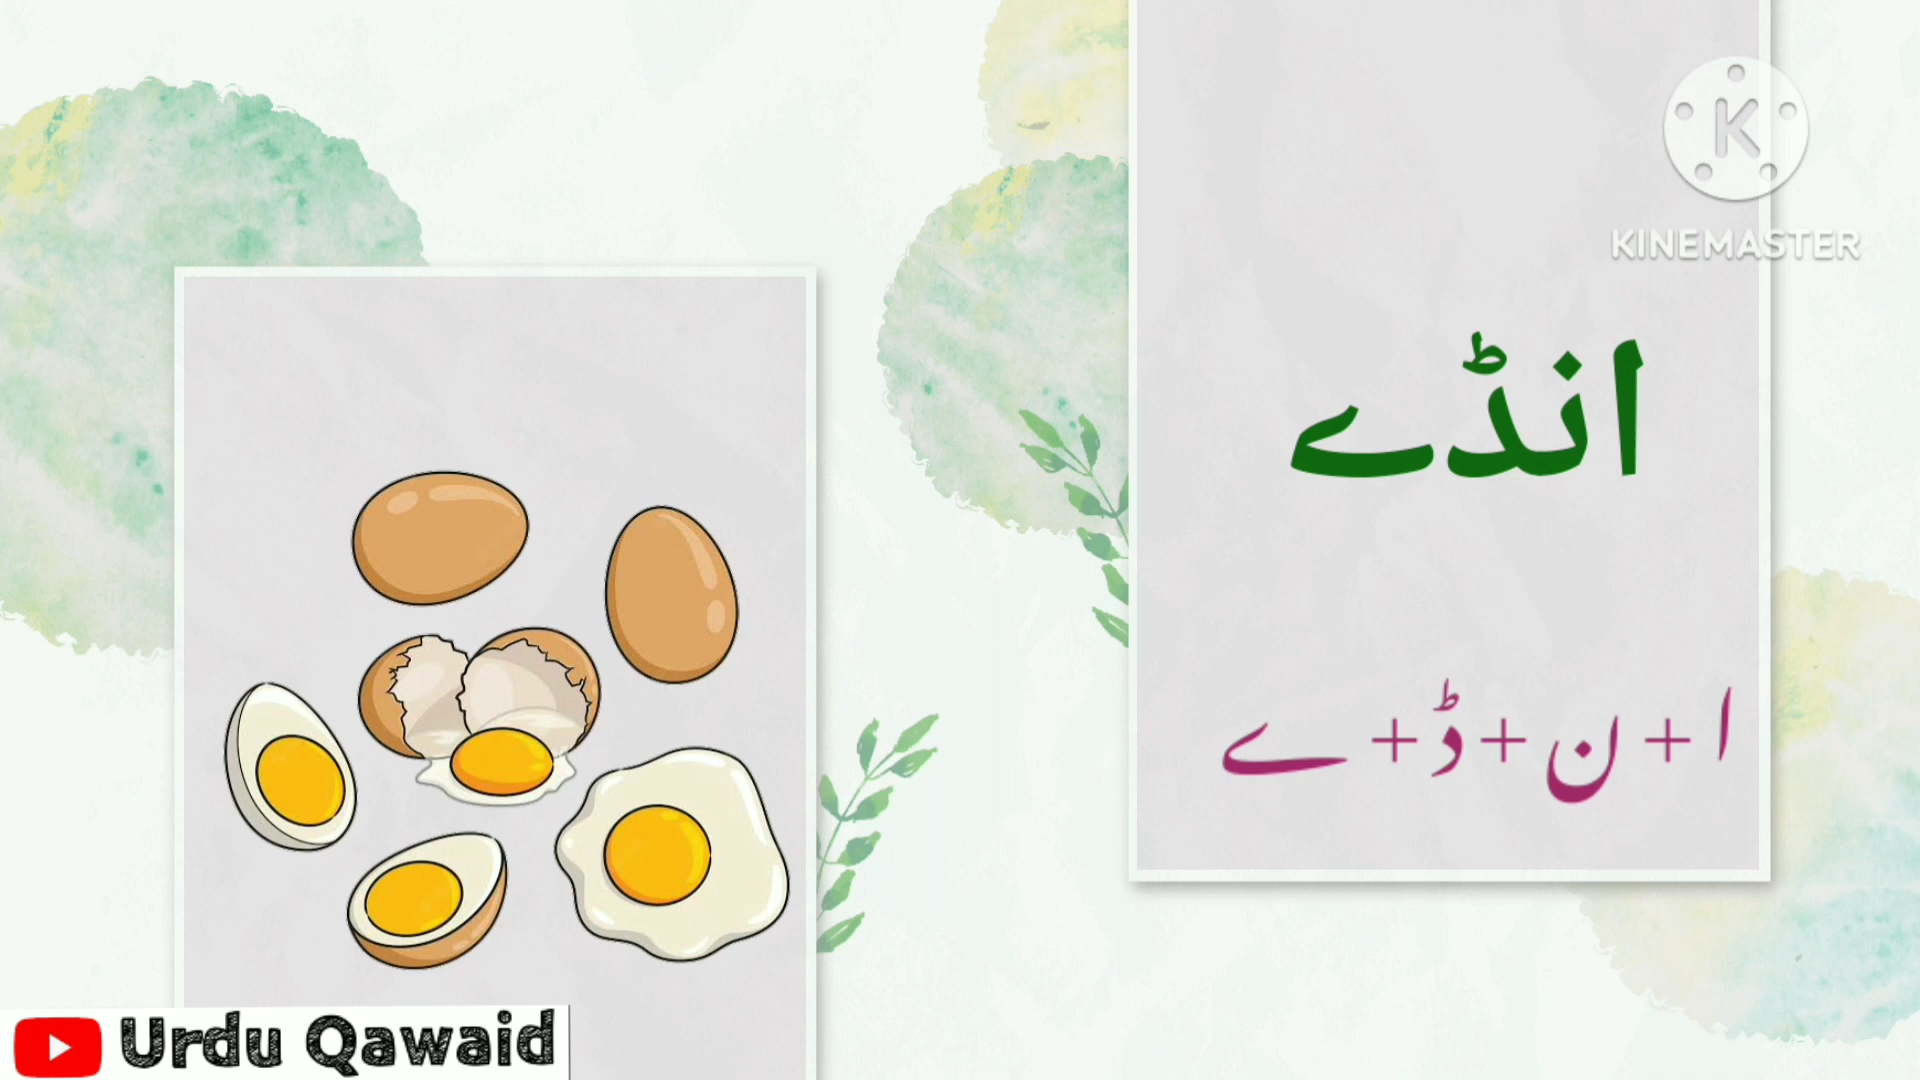 K
KINEMASTER
انڈے
ا + ن + ڈ + ے
Urdu Qawaid